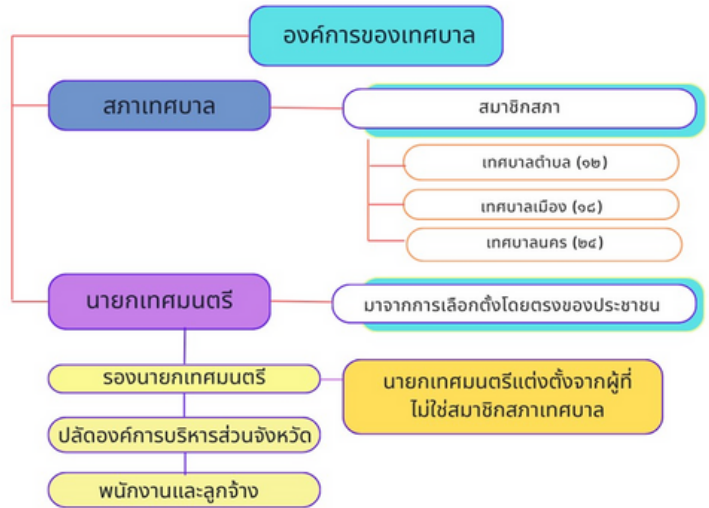 องค์การของเทศบาล
สภาเทศบาล
สมาชิกสภา
เทศบาลตำบล (๑๒)
เทศบาลเมือง (๑๘)
เทศบาลนคร (๒๔)
นายกเทศมนตรี
มาจากการเลือกตั้งโดยตรงของประชาชน
รองนายกเทศมนตรี
นายกเทศมนตรีแต่งตั้งจากผู้ที่
ไม่ใช่สมาชิกสภาเทศบาล
ปลัดองค์การบริหารส่วนจังหวัด
พนักงานและลูกจ้าง